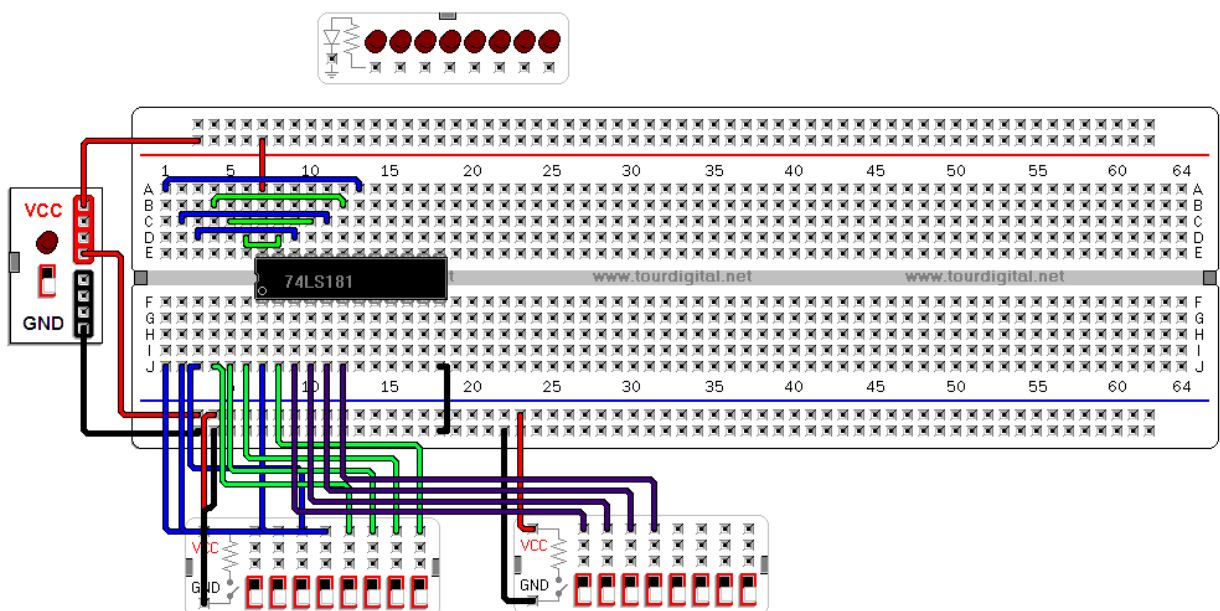 1 5 10 15 20 25 30 35 40 45 50 55 60 64
A A
B B
VCC
C C
D D
E E
74LS181
t www.tourdigital.net www.tourdigital.net
F F
G G
GND
H H
I I
J J
10 15 20 25 30 35 40 45 50 55 60 64
VCC
GND
VCC
GND